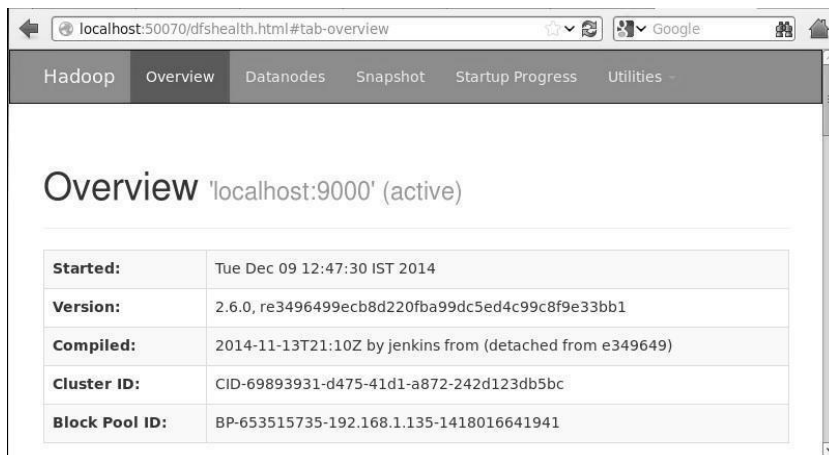 localhost:50070/dfshealth.html#tab-overview
Google
Hadoop Overview Datanodes Snapshot Startup Progress Utilities
Overview 'localhost:9000' (active)
Started: Tue Dec 09 12:47:30 IST 2014
Version: 2.6.0, re3496499ecb8d220fba99dc5ed4c99c8f9e33bb1
Compiled: 2014-11-13T21:10Z by jenkins from (detached from e349649)
Cluster ID: CID-69893931-d475-41d1-a872-242d123db5bc
Block Pool ID: BP-653515735-192.168.1.135-1418016641941